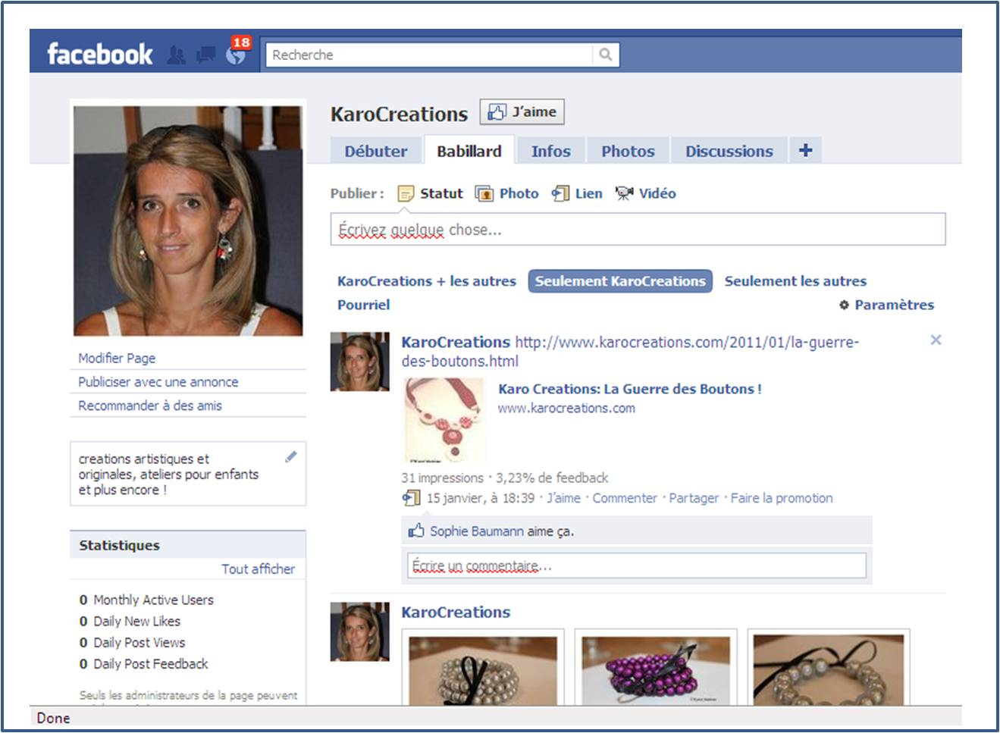 facebook
18
Recherche
KaroCreations
J'aime
Débuter
Babillard
Infos
Photos
Discussions
+
Publier :
Statut
Photo
Lien
Vidéo
Écrivez quelque chose...
KaroCreations + les autres
Seulement KaroCreations
Seulement les autres
Pourriel
Paramètres
Modifier Page
Publiciser avec une annonce
Recommander à des amis
creations artistiques et
originales, ateliers pour enfants
et plus encore !
Statistiques
Tout afficher
0 Monthly Active Users
0 Daily New Likes
0 Daily Post Views
0 Daily Post Feedback
Seuls les administrateurs de la page peuvent
KaroCreations http://www.karocreations.com/2011/01/la-guerre-
des-boutons.html
Karo Creations: La Guerre des Boutons !
www.karocreations.com
31 impressions · 3,23% de feedback
15 janvier, à 18:39 · J'aime · Commenter · Partager · Faire la promotion
Sophie Baumann aime ça.
Écrire un commentaire...
KaroCreations
Done